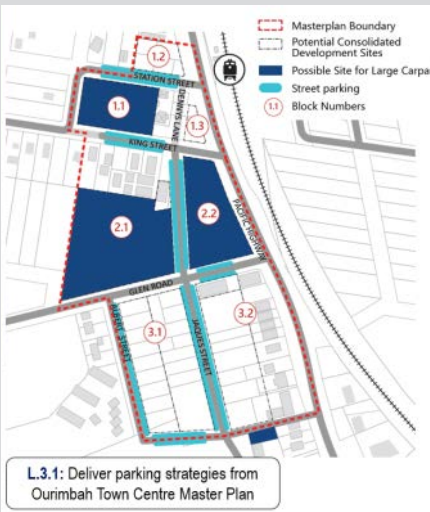 Masterplan Boundary
Potential Consolidated
Development Sites
Possible Site for Large Carpa
Street parking
1.1 Block Numbers
1.2
STATION STREET
1.1
DENNYS LANE
1.3
KING STREET
2.1
2.2
PACIFIC HIGHWAY
GLEN ROAD
ALBERT STREET
3.1
JAQUES STREET
3.2
L.3.1: Deliver parking strategies from
Ourimbah Town Centre Master Plan